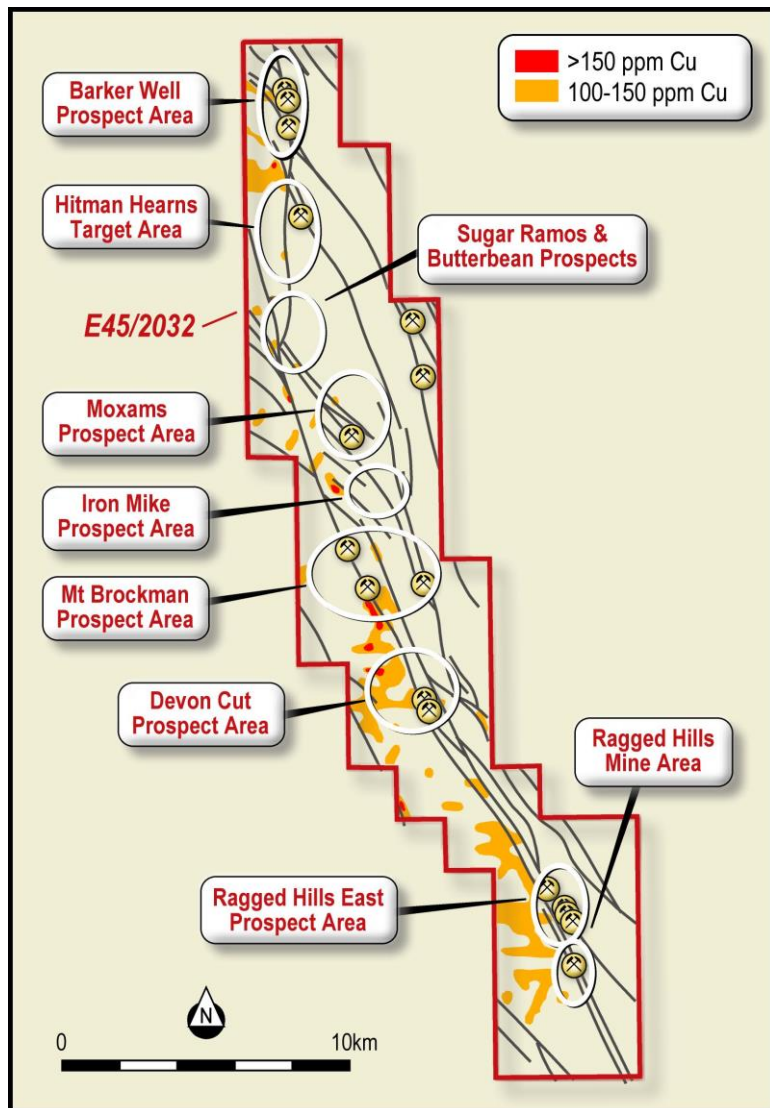 >150 ppm Cu
100-150 ppm Cu
Barker Well
Prospect Area
Hitman Hearns
Target Area
Sugar Ramos &
Butterbean Prospects
E45/2032
Moxams
Prospect Area
Iron Mike
Prospect Area
Mt Brockman
Prospect Area
Devon Cut
Prospect Area
Ragged Hills
Mine Area
Ragged Hills East
Prospect Area
N
0
10km